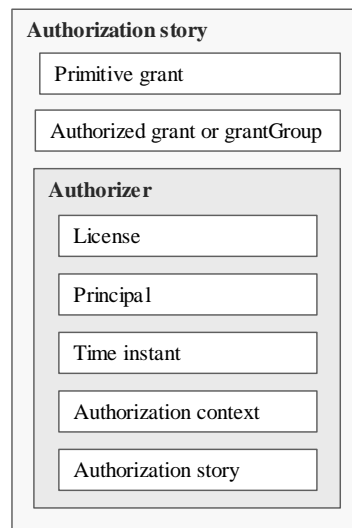 Authorization story
Primitive grant
Authorized grant or grantGroup
Authorizer
License
Principal
Time instant
Authorization context
Authorization story